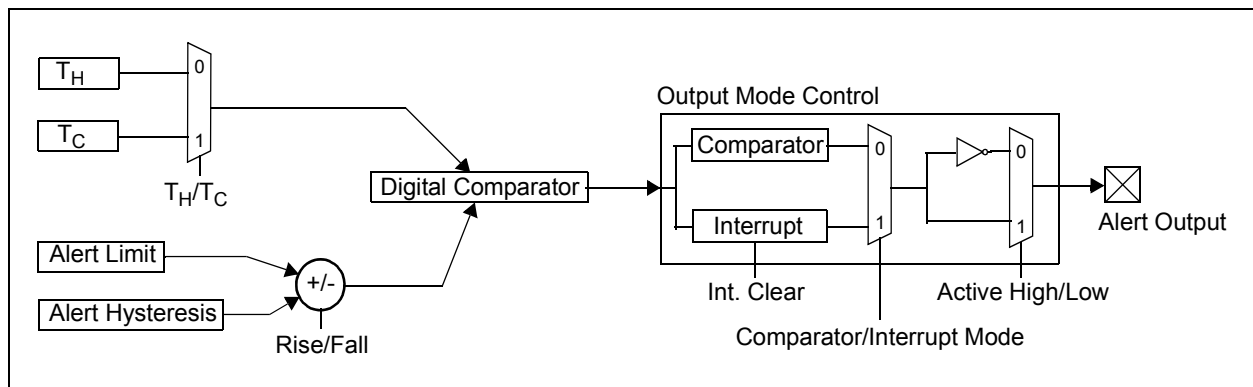 T_H
0
T_C
1
T_H/T_C
Alert Limit
Alert Hysteresis
+/-
Rise/Fall
Digital Comparator
Output Mode Control
Comparator
0
Interrupt
1
Int. Clear
Comparator/Interrupt Mode
0
1
Active High/Low
Alert Output